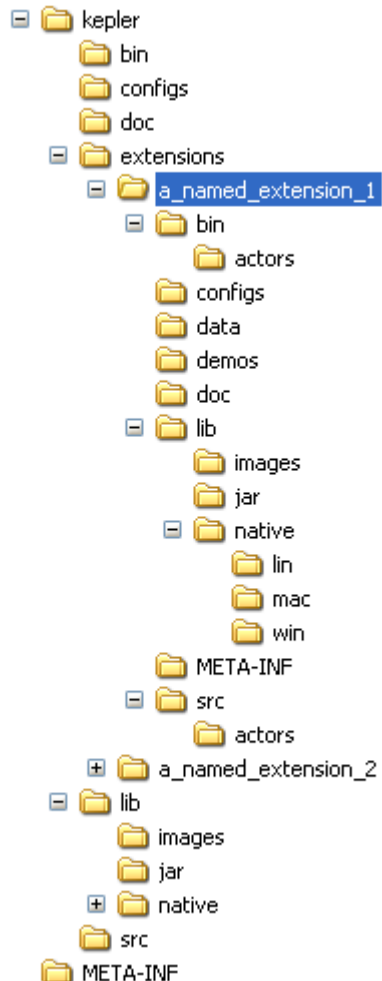 kepler
bin
configs
doc
extensions
a_named_extension_1
bin
actors
configs
data
demos
doc
lib
images
jar
native
lin
mac
win
META-INF
src
actors
a_named_extension_2
lib
images
jar
native
src
META-INF